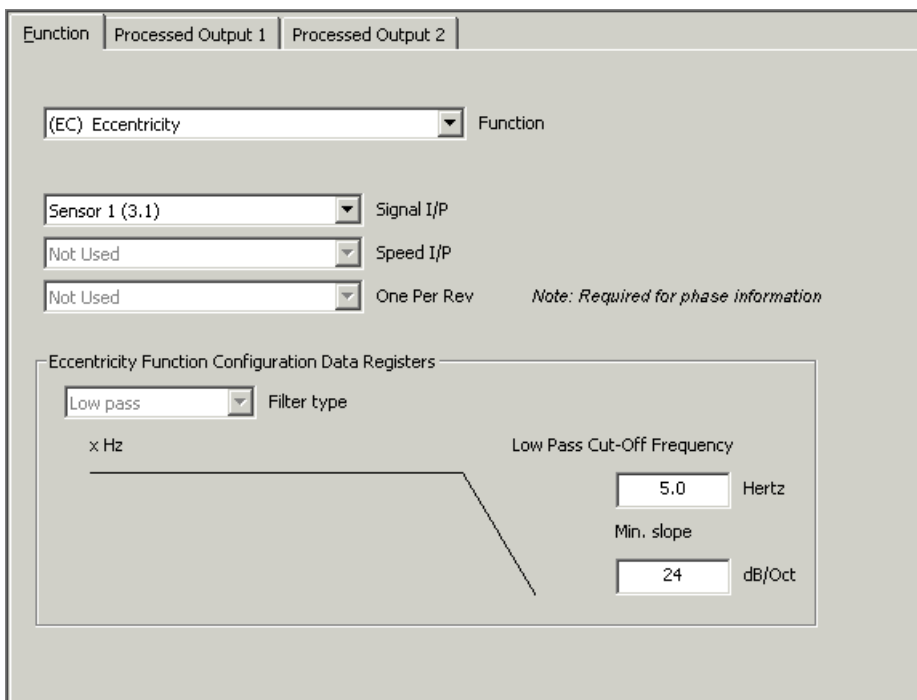 Function Processed Output 1 Processed Output 2
(EC) Eccentricity Function
Sensor 1 (3.1) Signal I/P
Not Used Speed I/P
Not Used One Per Rev Note: Required for phase information
Eccentricity Function Configuration Data Registers
Low pass Filter type
x Hz Low Pass Cut-Off Frequency
5.0 Hertz
Min. slope
24 dB/Oct